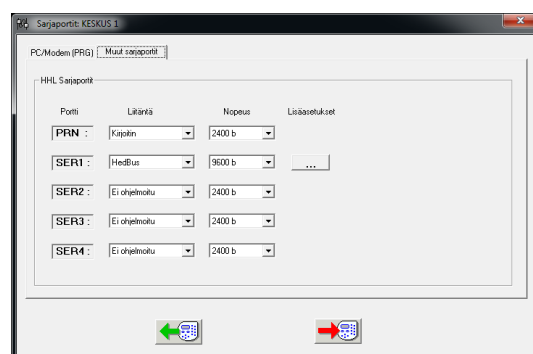 Sarjaportit: KESKUS 1
PC/Modem (PRG) Muut sarjaportit
HHL Sarjaportit
Portti Liitäntä Nopeus Lisäasetukset
PRN : Kirjoitin 2400 b
SER1 : HedBus 9600 b ...
SER2 : Ei ohjelmoitu 2400 b
SER3 : Ei ohjelmoitu 2400 b
SER4 : Ei ohjelmoitu 2400 b